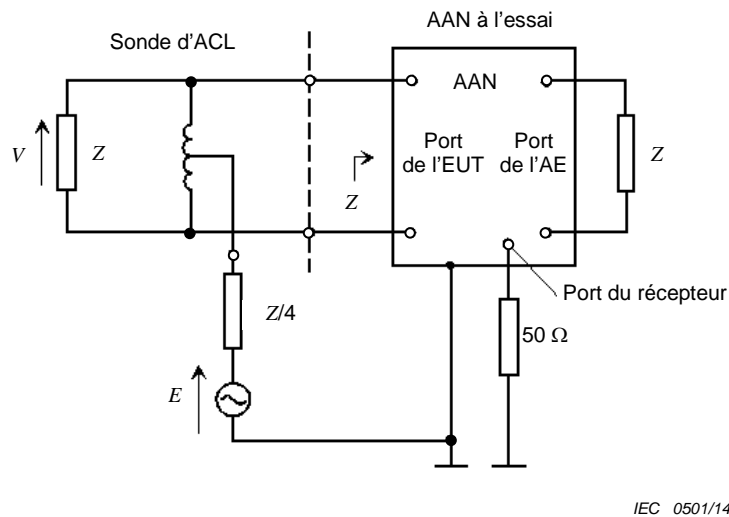 AAN à l'essai
Sonde d'ACL
AAN
V
Z
Port
de l'EUT
Port
de l'AE
Z
Z
Port du récepteur
Z/4
50 Ω
E
IEC 0501/14